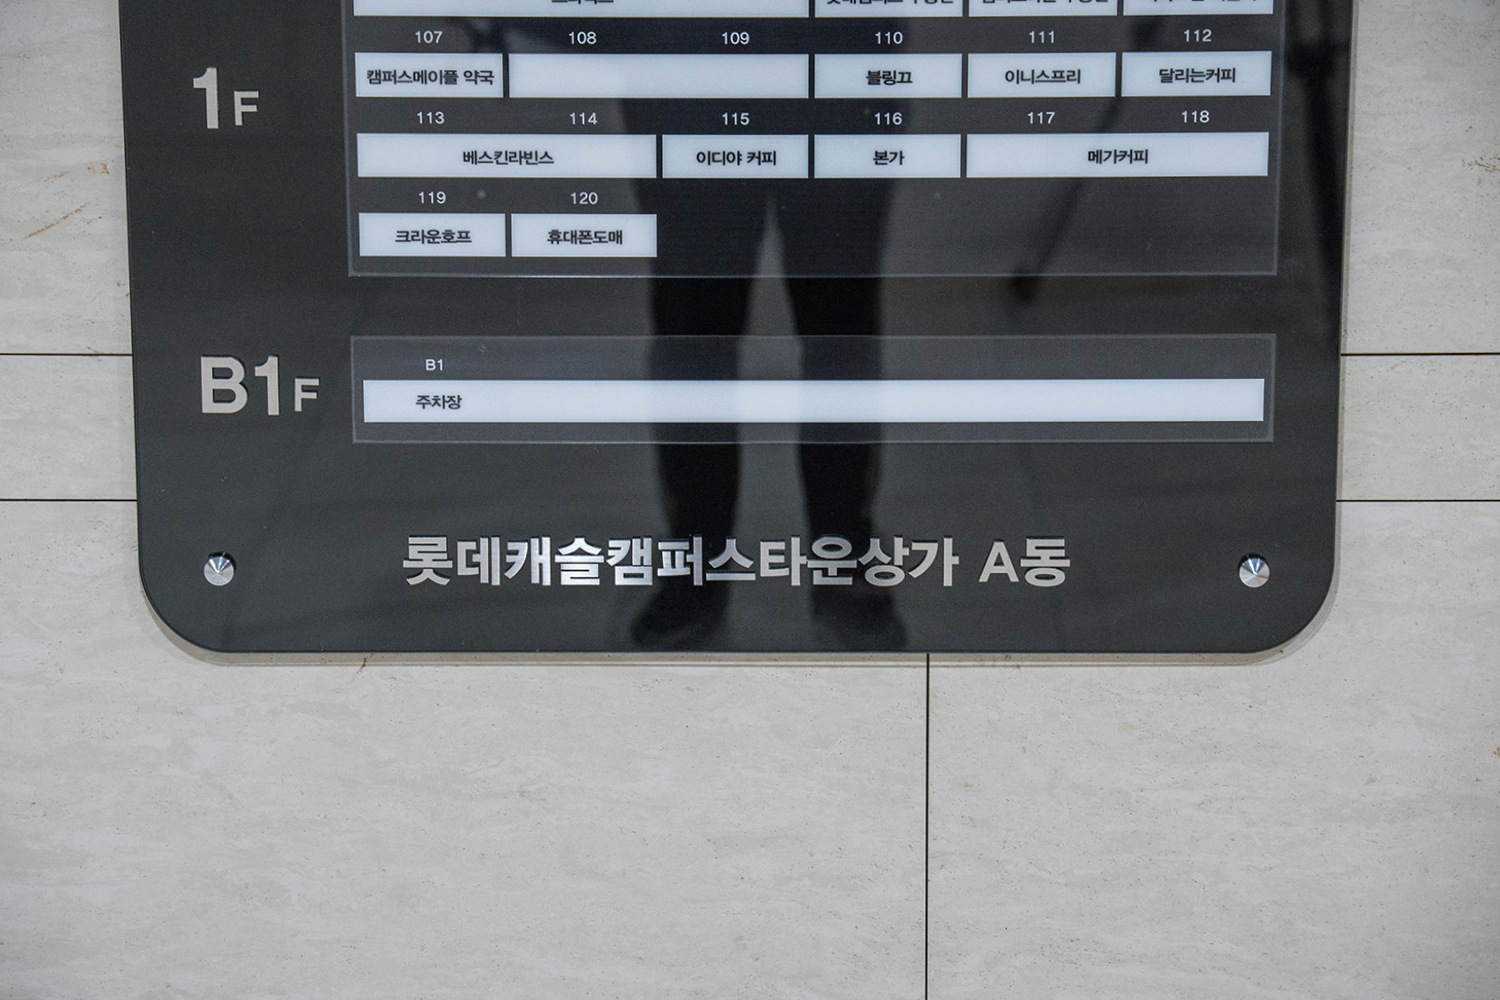 107 108 109 110 111 112
1F
캠퍼스메이플 약국 블링끄 이니스프리 달리는커피
113 114 115 116 117 118
베스킨라빈스 이디야 커피 본가 메가커피
119 120
크라운호프 휴대폰도매
B1
B1F
주차장
롯데캐슬캠퍼스타운상가 A동